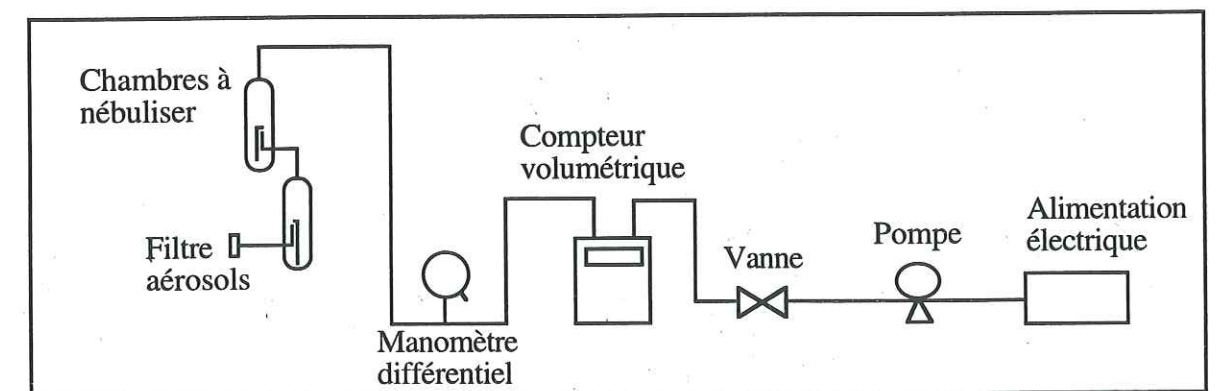 Chambres à
nébuliser
Compteur
volumétrique
Alimentation
électrique
Pompe
Vanne
Filtre
aérosols
Manomètre
différentiel